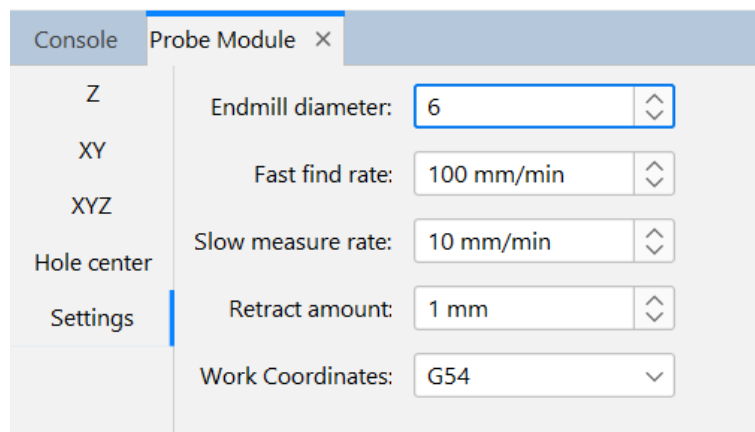 Console Probe Module
Z
XY
XYZ
Hole center
Settings
Endmill diameter: 6
Fast find rate: 100 mm/min
Slow measure rate: 10 mm/min
Retract amount: 1 mm
Work Coordinates: G54